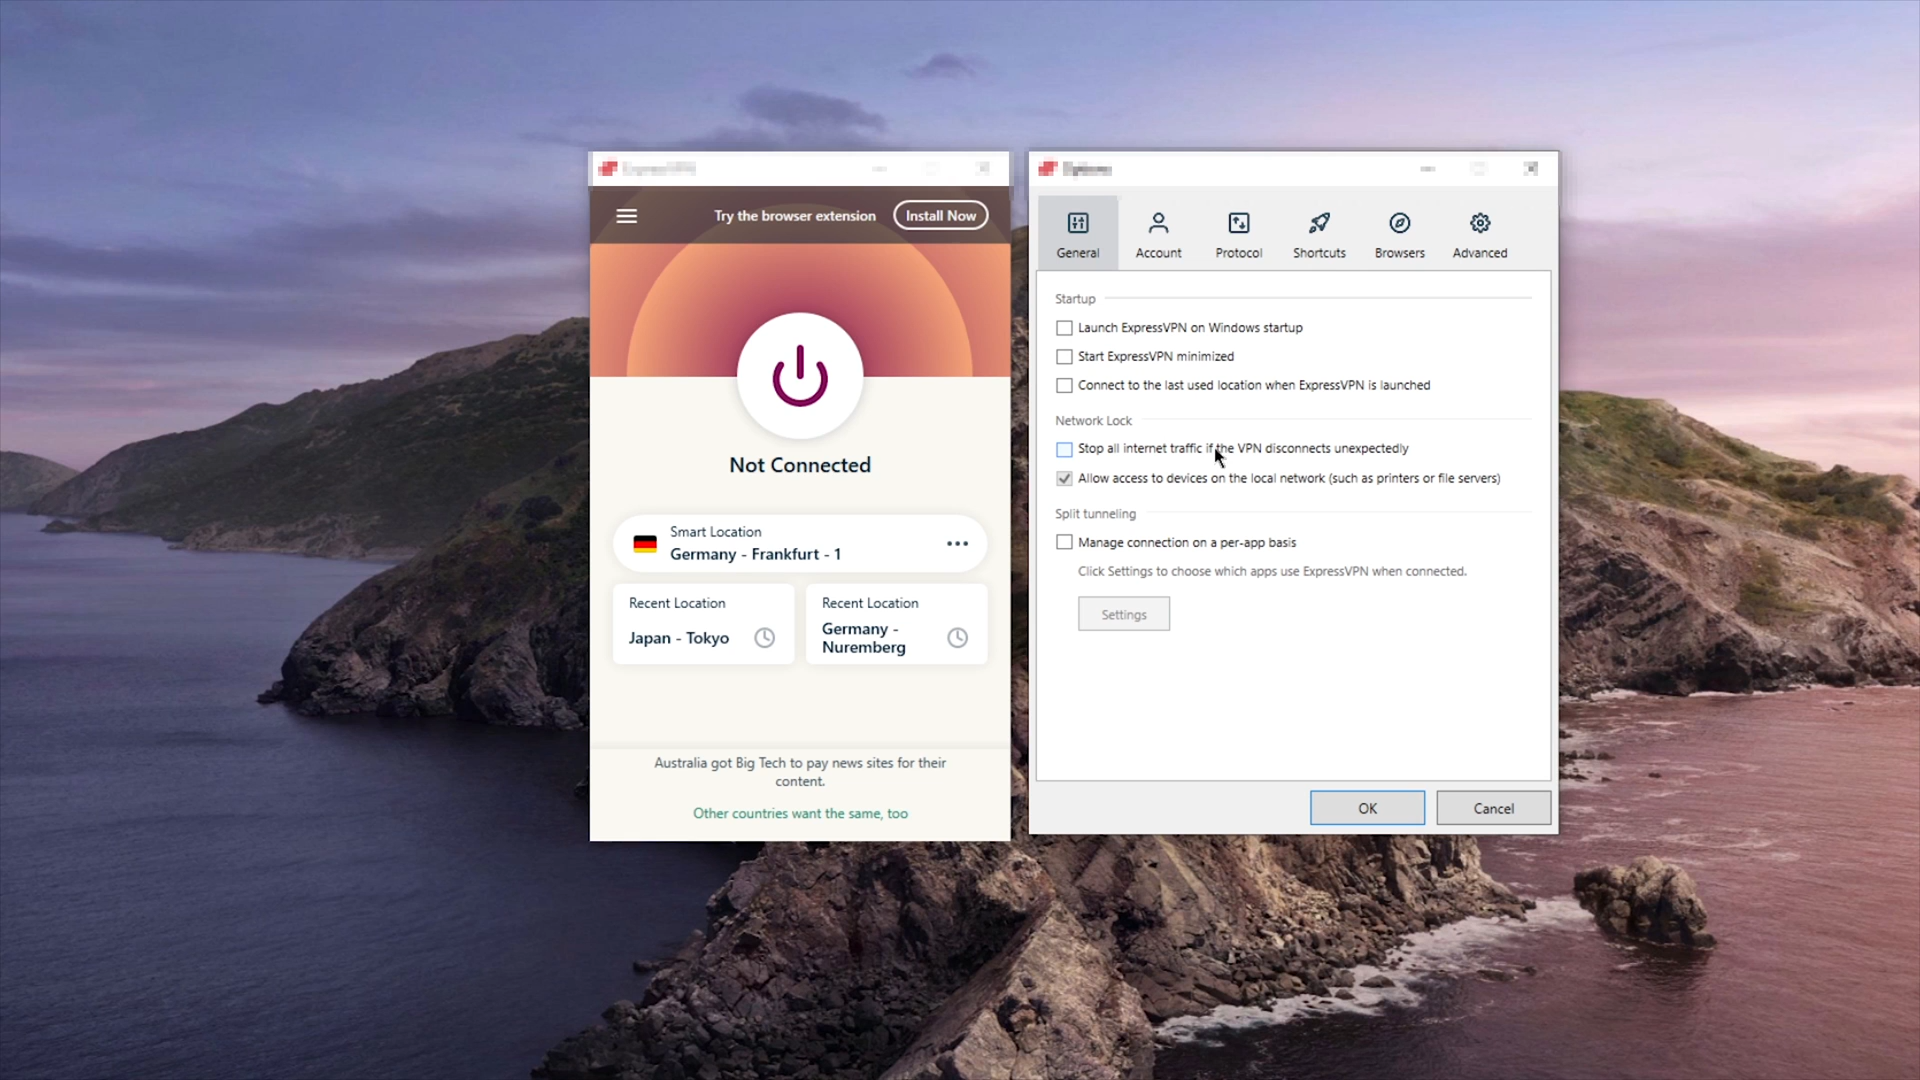 Try the browser extension
Install Now
Not Connected
Smart Location
Germany - Frankfurt - 1
Recent Location
Japan - Tokyo
Recent Location
Germany -
Nuremberg
Australia got Big Tech to pay news sites for their
content.
Other countries want the same, too
General
Account
Protocol
Shortcuts
Browsers
Advanced
Startup
Launch ExpressVPN on Windows startup
Start ExpressVPN minimized
Connect to the last used location when ExpressVPN is launched
Network Lock
Stop all internet traffic if the VPN disconnects unexpectedly
Allow access to devices on the local network (such as printers or file servers)
Split tunneling
Manage connection on a per-app basis
Click Settings to choose which apps use ExpressVPN when connected.
Settings
OK
Cancel